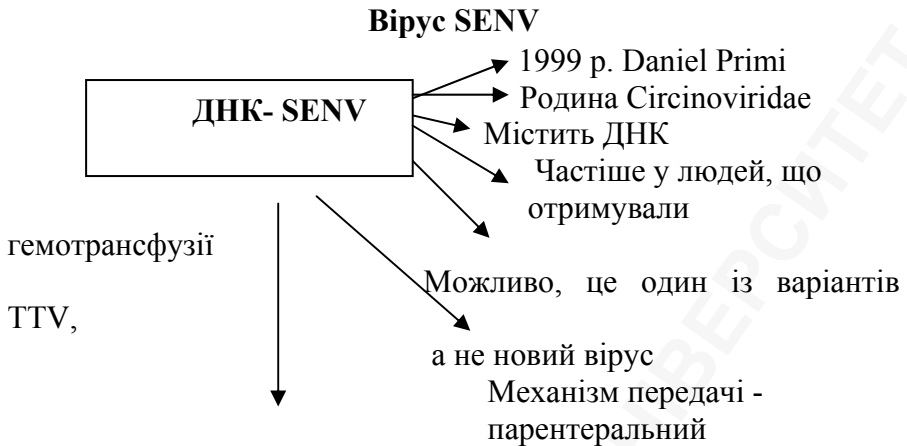 Вірус SENV
1999 р. Daniel Primi
Родина Circinoviridae
ДНК- SENV
Містить ДНК
Частіше у людей, що
отримували
гемотрансфузії
Можливо, це один із варіантів
TTV,
а не новий вірус
Механізм передачі -
парентеральний